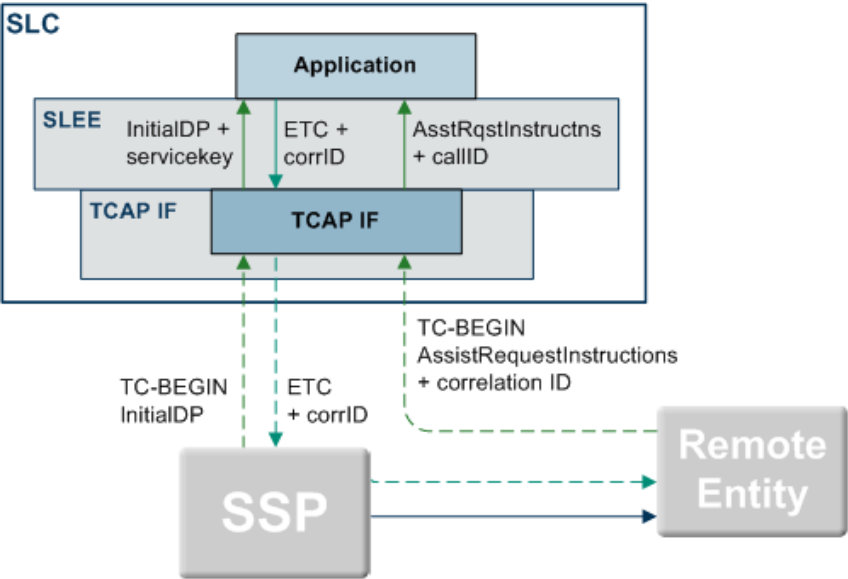 SLC
Application
SLEE
InitialDP +
servicekey
ETC +
corrID
AsstRqstInstructns
+ callID
TCAP IF
TCAP IF
TC-BEGIN
InitialDP
ETC
+ corrID
TC-BEGIN
AssistRequestInstructions
+ correlation ID
SSP
Remote
Entity